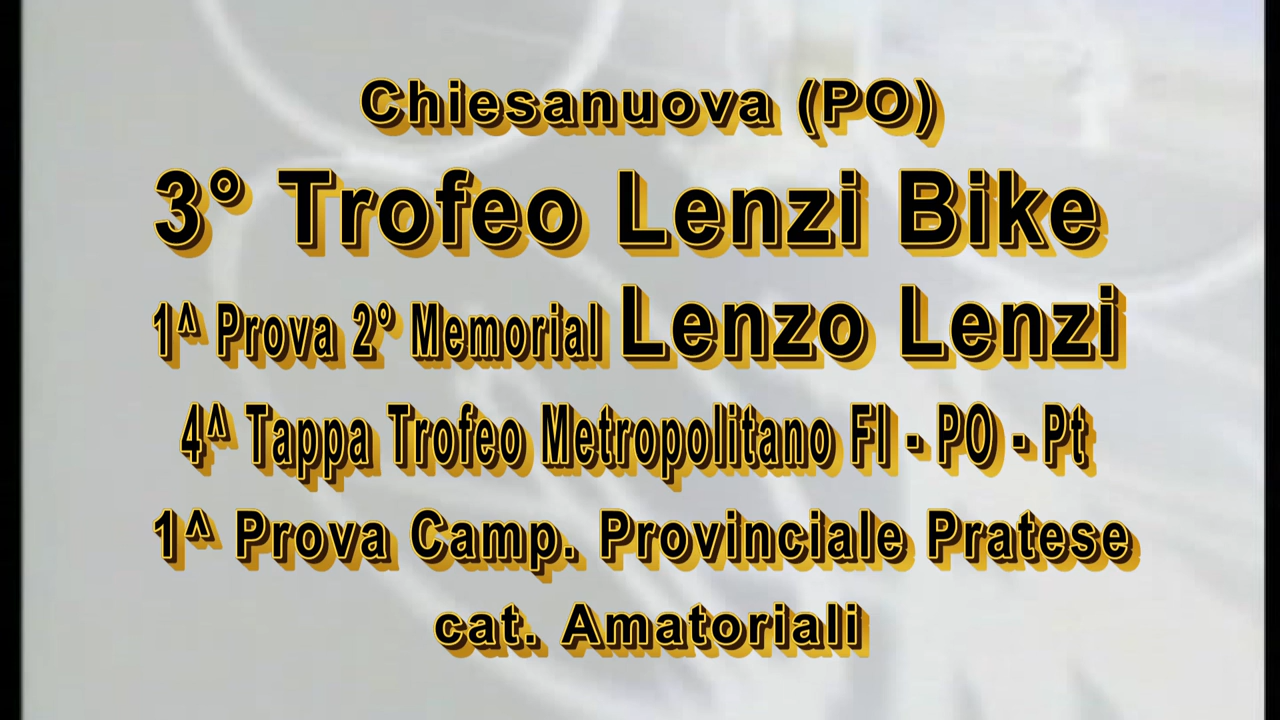 Chiesanuova (PO)
3° Trofeo Lenzi Bike
1^ Prova 2° Memorial Lenzo Lenzi
4^ Tappa Trofeo Metropolitano FI - PO - Pt
1^ Prova Camp. Provinciale Pratese
cat. Amatoriali